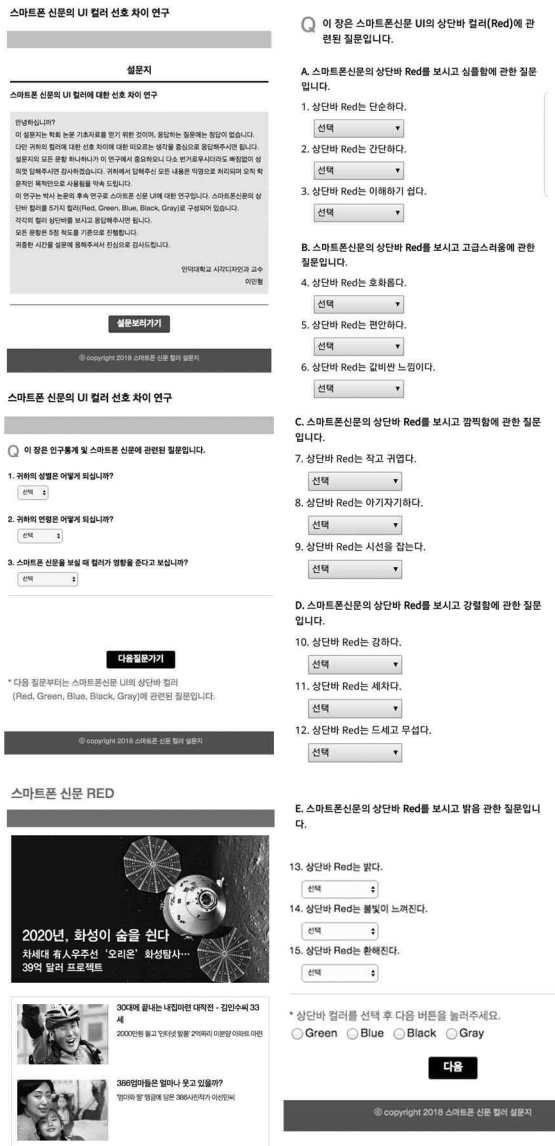 스마트폰 신문의 UI 컬러 선호 차이 연구
설문지
스마트폰 신문의 UI 컬러에 대한 선호 차이 연구
안녕하십니까?
이 설문지는 학회 논문 기초자료를 얻기 위한 것이며, 응답하는 질문에는 정답이 없습니다.
다만 귀하의 컬러에 대한 선호 차이에 대한 떠오르는 생각을 중심으로 응답해주시면 됩니다.
설문지의 모든 문항 하나하나가 이 연구에서 중요하오니 다소 번거로우시더라도 빠짐없이 성
의껏 답해주시면 감사하겠습니다. 귀하께서 답해주신 모든 내용은 익명으로 처리되며 오직 학
문적인 목적만으로 사용됨을 약속 드립니다.
이 연구는 박사 논문의 후속 연구로 스마트폰 신문 UI에 대한 연구입니다. 스마트폰신문의 상
단바 컬러를 5가지 컬러(Red, Green, Blue, Black, Gray)로 구성되어 있습니다.
각각의 컬러 상단바를 보시고 응답해주시면 됩니다.
모든 문항은 5점 척도를 기준으로 진행합니다.
귀중한 시간을 설문에 응해주셔서 진심으로 감사드립니다.
인덕대학교 시각디자인과 교수
이민형
설문보러가기
© copyright 2018 스마트폰 신문 컬러 설문지
스마트폰 신문의 UI 컬러 선호 차이 연구
Q 이 장은 인구통계 및 스마트폰 신문에 관련된 질문입니다.
1. 귀하의 성별은 어떻게 되십니까?
선택
2. 귀하의 연령은 어떻게 되십니까?
선택
3. 스마트폰 신문을 보실 때 컬러가 영향을 준다고 보십니까?
선택
다음질문가기
* 다음 질문부터는 스마트폰신문 UI의 상단바 컬러
(Red, Green, Blue, Black, Gray)에 관련된 질문입니다.
© copyright 2018 스마트폰 신문 컬러 설문지
스마트폰 신문 RED
2020년, 화성이 숨을 쉰다
차세대 有人우주선 ‘오리온’ 화성탐사…
39억 달러 프로젝트
30대에 끝내는 내집마련 대작전 - 김인수씨 33
세
2000만원 들고 '인터넷 발품' 2억짜리 미분양 아파트 마련
386엄마들은 얼마나 웃고 있을까?
'엄마와 딸' 앵글에 담은 386사진작가 이선민씨
Q 이 장은 스마트폰신문 UI의 상단바 컬러(Red)에 관
련된 질문입니다.
A. 스마트폰신문의 상단바 Red를 보시고 심플함에 관한 질문
입니다.
1. 상단바 Red는 단순하다.
선택
2. 상단바 Red는 간단하다.
선택
3. 상단바 Red는 이해하기 쉽다.
선택
B. 스마트폰신문의 상단바 Red를 보시고 고급스러움에 관한
질문입니다.
4. 상단바 Red는 호화롭다.
선택
5. 상단바 Red는 편안하다.
선택
6. 상단바 Red는 값비싼 느낌이다.
선택
C. 스마트폰신문의 상단바 Red를 보시고 깜찍함에 관한 질문
입니다.
7. 상단바 Red는 작고 귀엽다.
선택
8. 상단바 Red는 아기자기하다.
선택
9. 상단바 Red는 시선을 잡는다.
선택
D. 스마트폰신문의 상단바 Red를 보시고 강렬함에 관한 질문
입니다.
10. 상단바 Red는 강하다.
선택
11. 상단바 Red는 세차다.
선택
12. 상단바 Red는 드세고 무섭다.
선택
E. 스마트폰신문의 상단바 Red를 보시고 밝음 관한 질문입니
다.
13. 상단바 Red는 밝다.
선택
14. 상단바 Red는 불빛이 느껴진다.
선택
15. 상단바 Red는 환해진다.
선택
* 상단바 컬러를 선택 후 다음 버튼을 눌러주세요.
Green Blue Black Gray
다음
© copyright 2018 스마트폰 신문 컬러 설문지